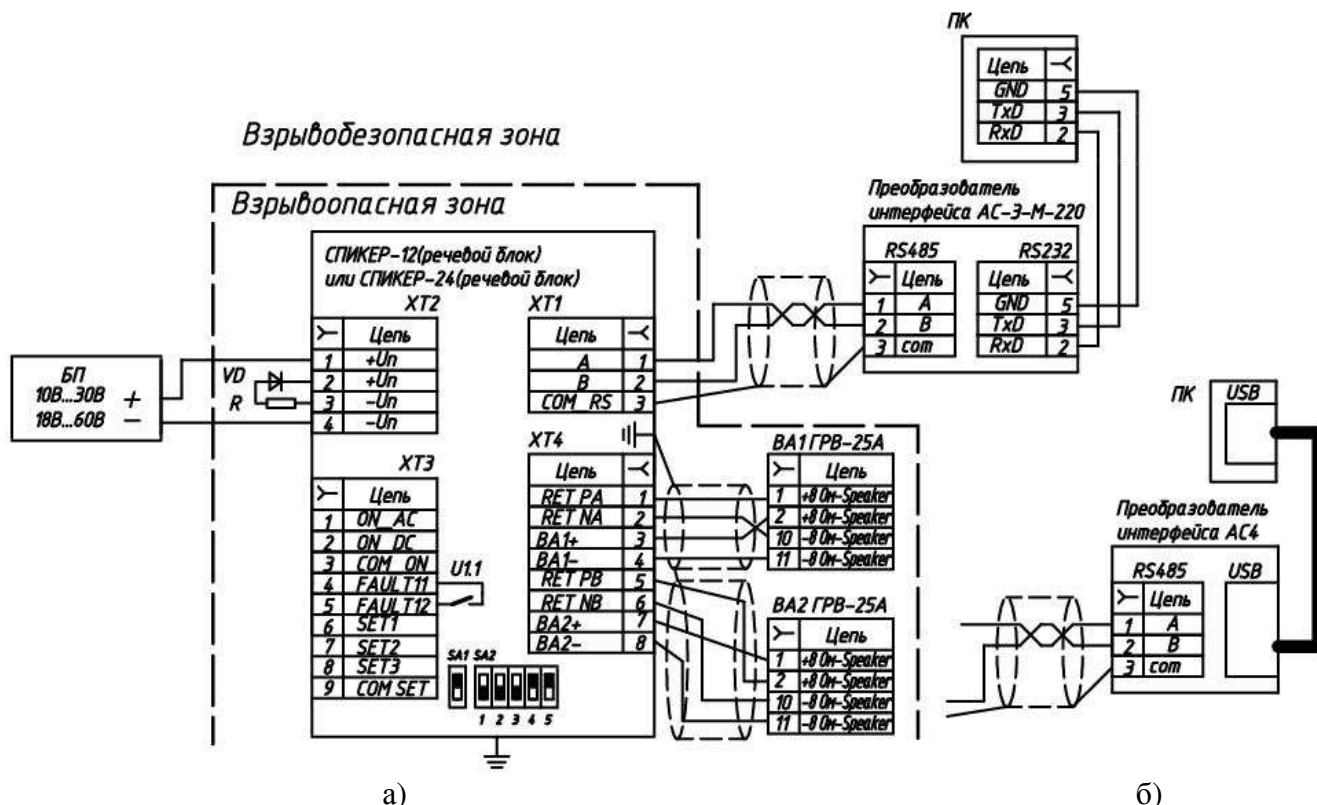 ПК
Цепь
GND 5
TxD 3
RxD 2
Взрывобезопасная зона
Взрывоопасная зона
Преобразователь
интерфейса АС-3-М-220
RS485 RS232
Цепь
1 A
2 B
3 com
Цепь
GND 5
TxD 3
RxD 2
СПИКЕР-12(речевой блок)
или СПИКЕР-24(речевой блок)
XT2
Цепь
1 +Uп
2 +Uп
3 -Uп
4 -Uп
XT1
Цепь
A 1
B 2
COM RS 3
БП
10В...30В +
18В...60В –
VD
R
XT3
Цепь
1 ON_AC
2 ON_DC
3 COM_ON
4 FAULT11
5 FAULT12
6 SET1
7 SET2
8 SET3
9 COM SET
U1.1
SA1 SA2
1 2 3 4 5
XT4
Цепь
RET PA 1
RET NA 2
BA1+ 3
BA1- 4
RET PB 5
RET NB 6
BA2+ 7
BA2- 8
BA1 ГРВ-25А
Цепь
1 +8 Ом-Speaker
2 +8 Ом-Speaker
10 -8 Ом-Speaker
11 -8 Ом-Speaker
BA2 ГРВ-25А
Цепь
1 +8 Ом-Speaker
2 +8 Ом-Speaker
10 -8 Ом-Speaker
11 -8 Ом-Speaker
ПК USB
Преобразователь
интерфейса АС4
RS485 USB
Цепь
1 A
2 B
3 com
а) б)